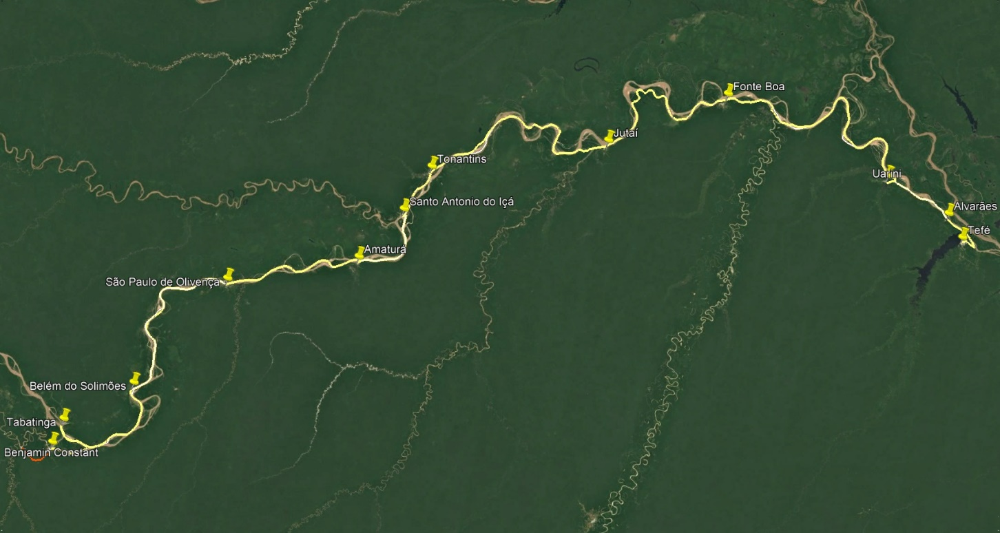 Fonte Boa
Jutaí
Tonantins
Uarini
Santo Antonio do Içá
Alvarães
Tefé
Amaturá
São Paulo de Olivença
Belém do Solimões
Tabatinga
Benjamin Constant